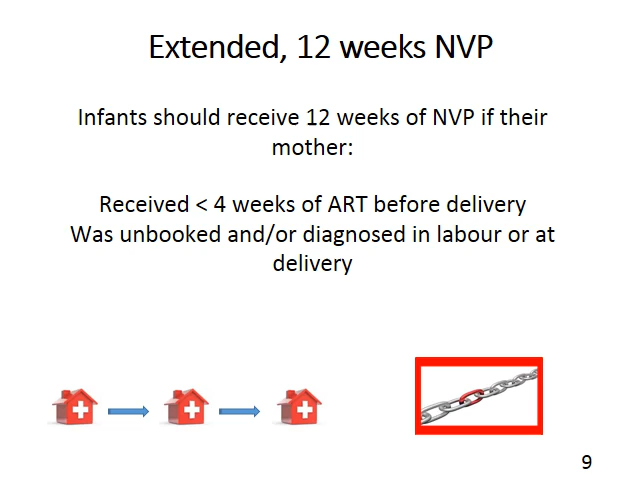 Extended, 12 weeks NVP
Infants should receive 12 weeks of NVP if their
mother:
Received < 4 weeks of ART before delivery
Was unbooked and/or diagnosed in labour or at
delivery
9